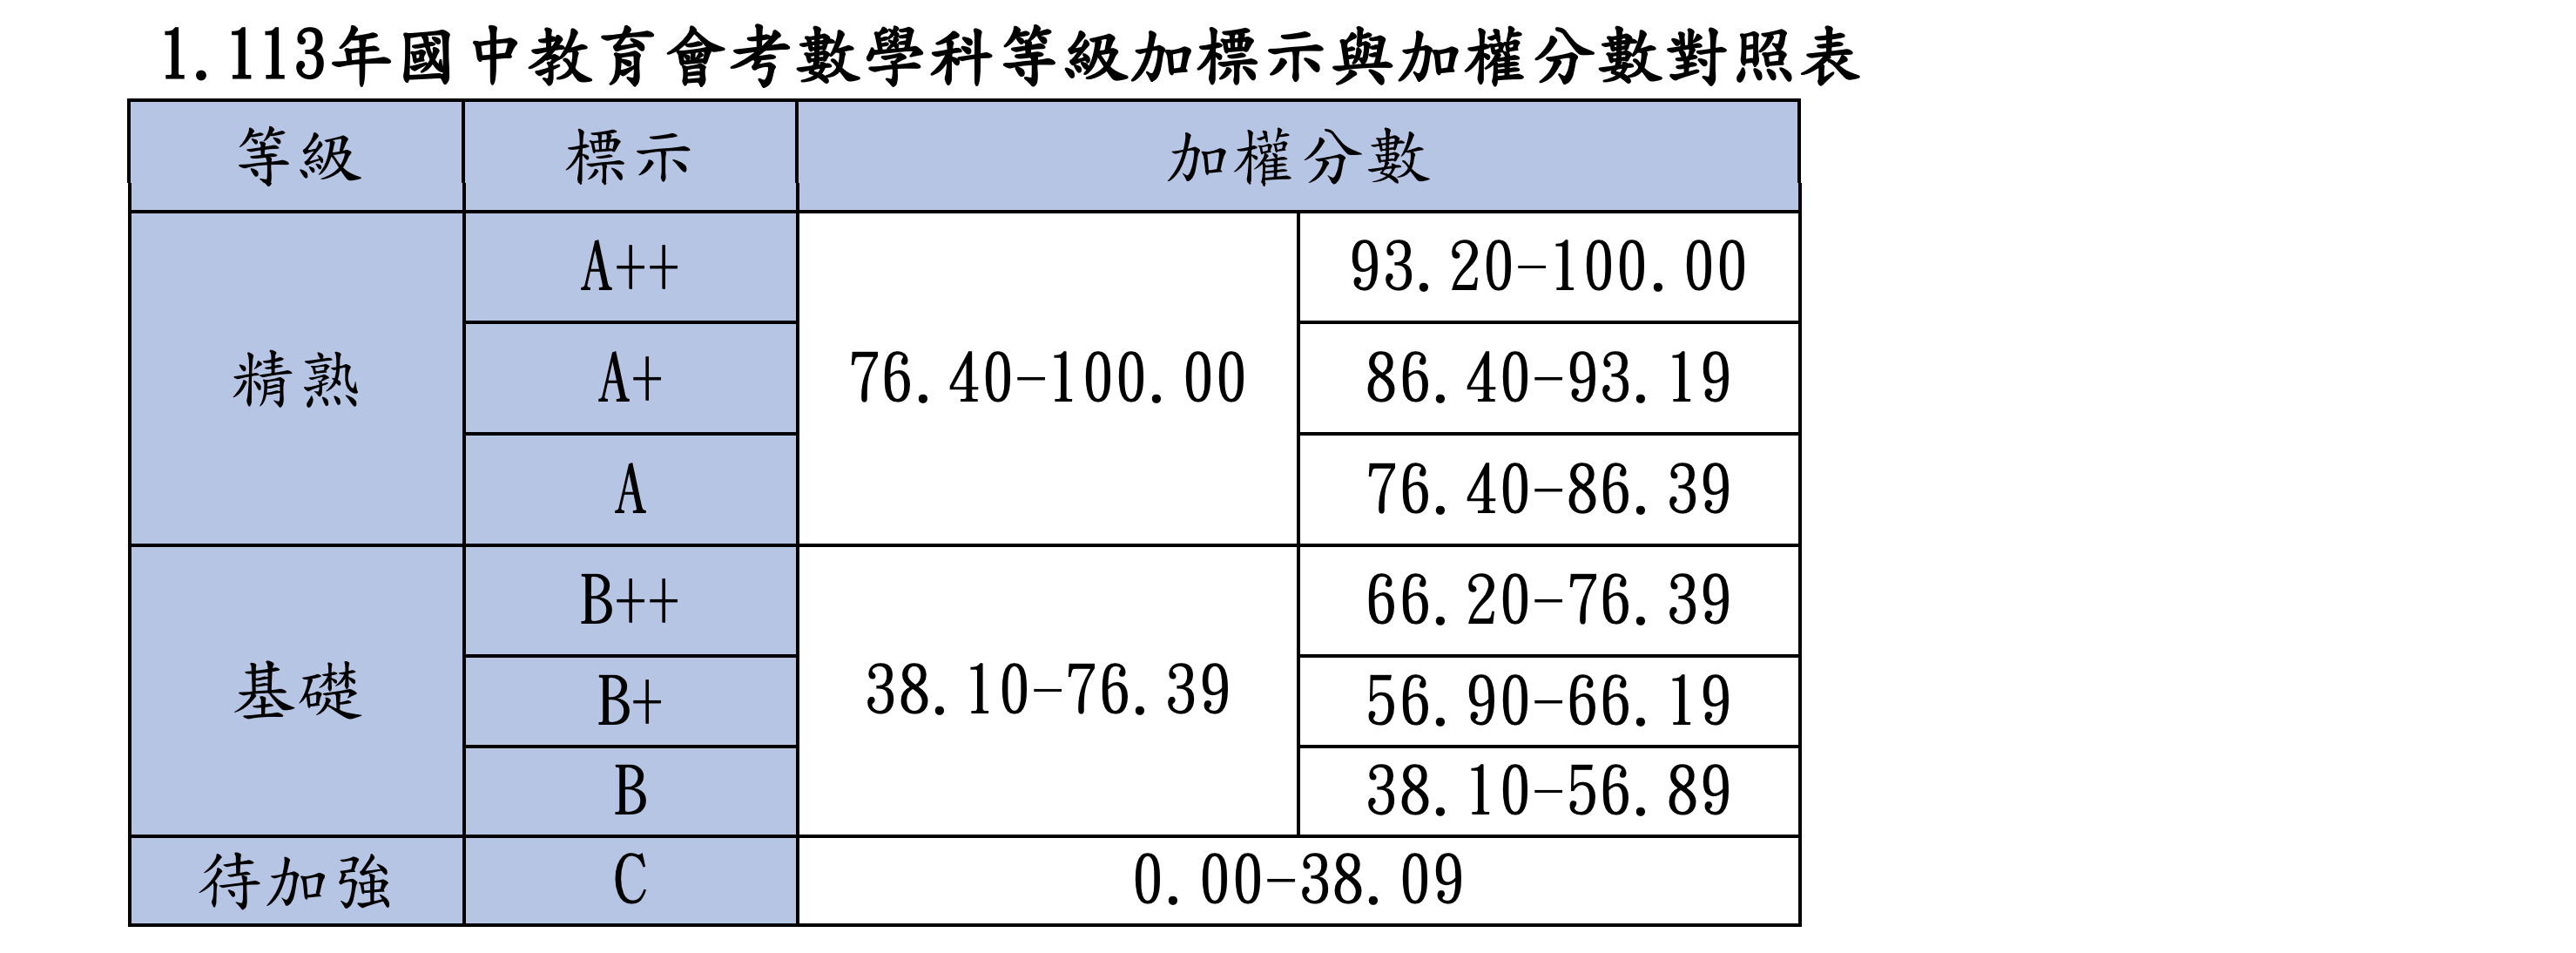 1.113年國中教育會考數學科等級加標示與加權分數對照表
等級 標示 加權分數
精熟 A++ 76.40-100.00 93.20-100.00
A+ 86.40-93.19
A 76.40-86.39
基礎 B++ 38.10-76.39 66.20-76.39
B+ 56.90-66.19
B 38.10-56.89
待加強 C 0.00-38.09